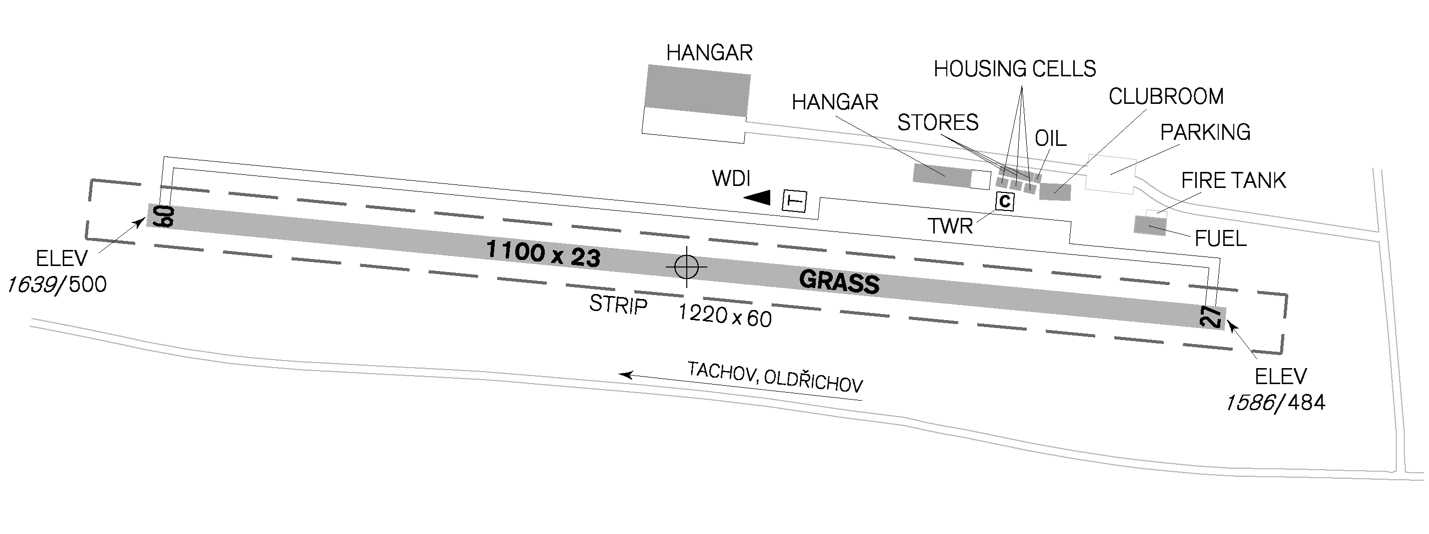 HANGAR
HOUSING CELLS
HANGAR
CLUBROOM
STORES
OIL
PARKING
WDI
T
C
TWR
FIRE TANK
FUEL
09
ELEV
1639/500
1100 x 23
GRASS
STRIP 1220 x 60
27
ELEV
1586/484
TACHOV, OLDŘICHOV